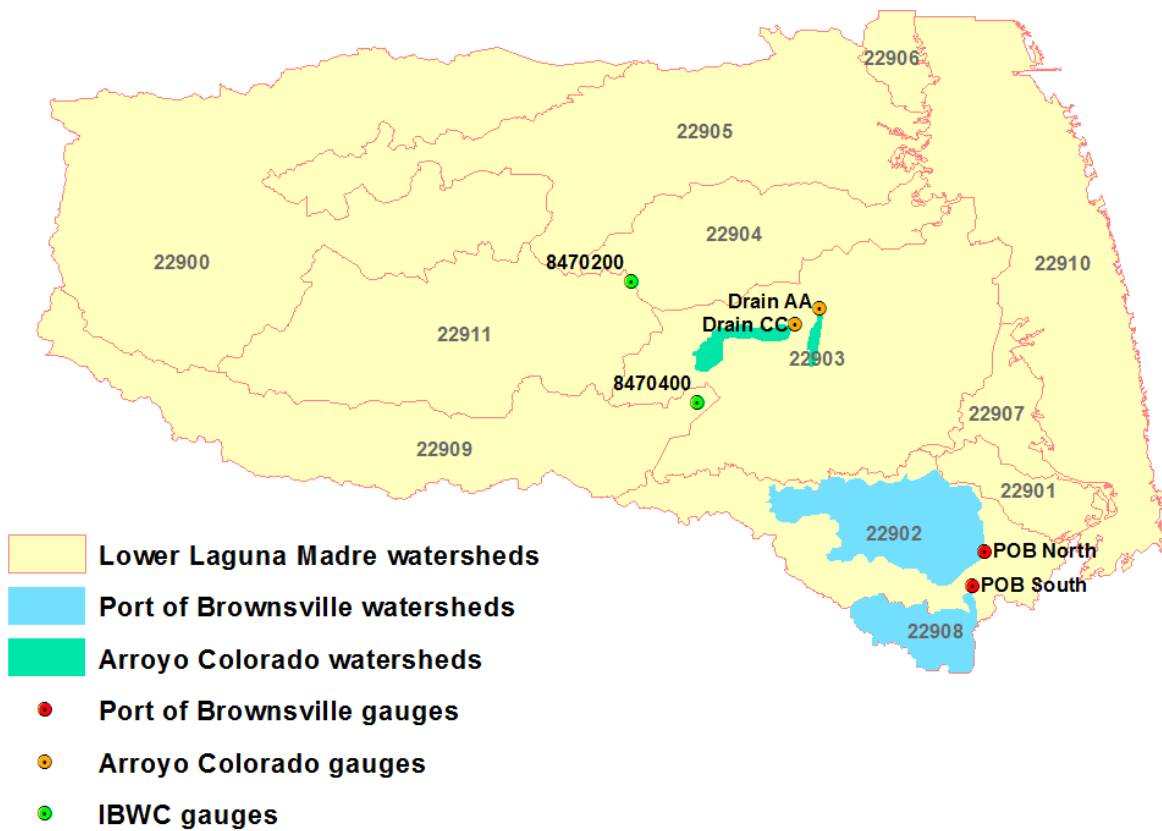 22906
22905
22904
22900
22910
8470200
Drain AA
Drain CC
22911
22903
8470400
22907
22909
22901
22902
POB North
POB South
22908
Lower Laguna Madre watersheds
Port of Brownsville watersheds
Arroyo Colorado watersheds
Port of Brownsville gauges
Arroyo Colorado gauges
IBWC gauges